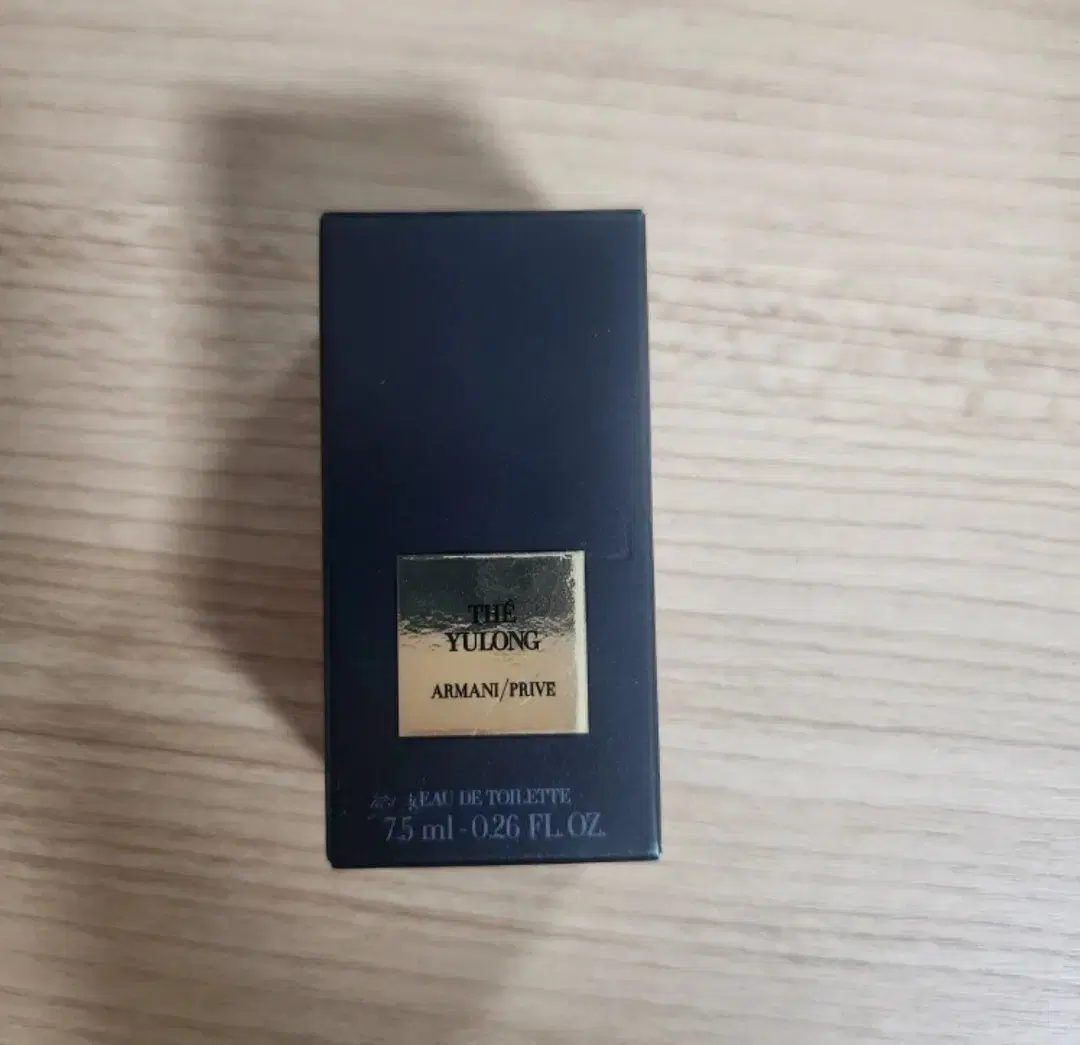 THÉ
YULONG
ARMANI/PRIVE
EAU DE TOILETTE
7.5 ml - 0.26 FL. OZ.